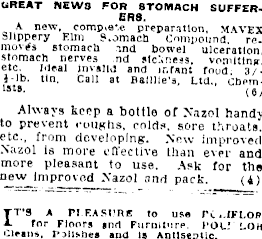 GREAT NEWS FOR STOMACH SUFFER-
ERS.
A new, complete preparation, MAVEX
Slippery Elm Stomach Compound, re-
moves stomach and bowel ulceration,
stomach nerves and sickness, vomiting,
etc. Ideal invalid and infant food. 3/-
½-lb. tin, Call at Baillie's, Ltd., Chem-
ists. (6)
Always keep a bottle of Nazol handy
to prevent coughs, colds, sore throats,
etc., from developing. New improved
Nazol is more effective than ever and
more pleasant to use. Ask for the
new improved Nazol and pack. (4)
IT'S A PLEASURE to use POLIFLOR
for Floors and Furniture. POLIFLOR
Cleans, Polishes and is Antiseptic.